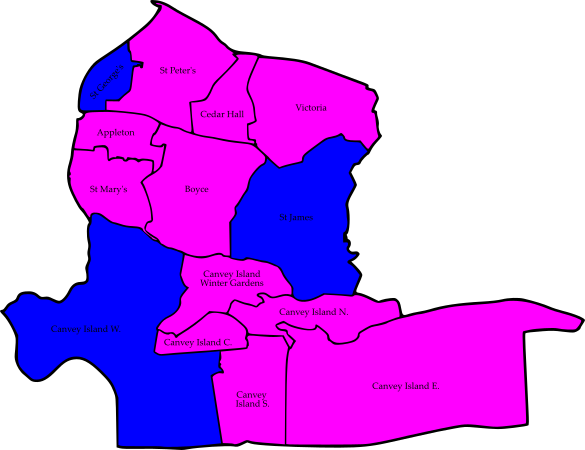 St George's
St Peter's
Cedar Hall
Victoria
Appleton
St Mary's
Boyce
St James
Canvey Island
Winter Gardens
Canvey Island N.
Canvey Island W.
Canvey Island C.
Canvey Island E.
Canvey
Island S.